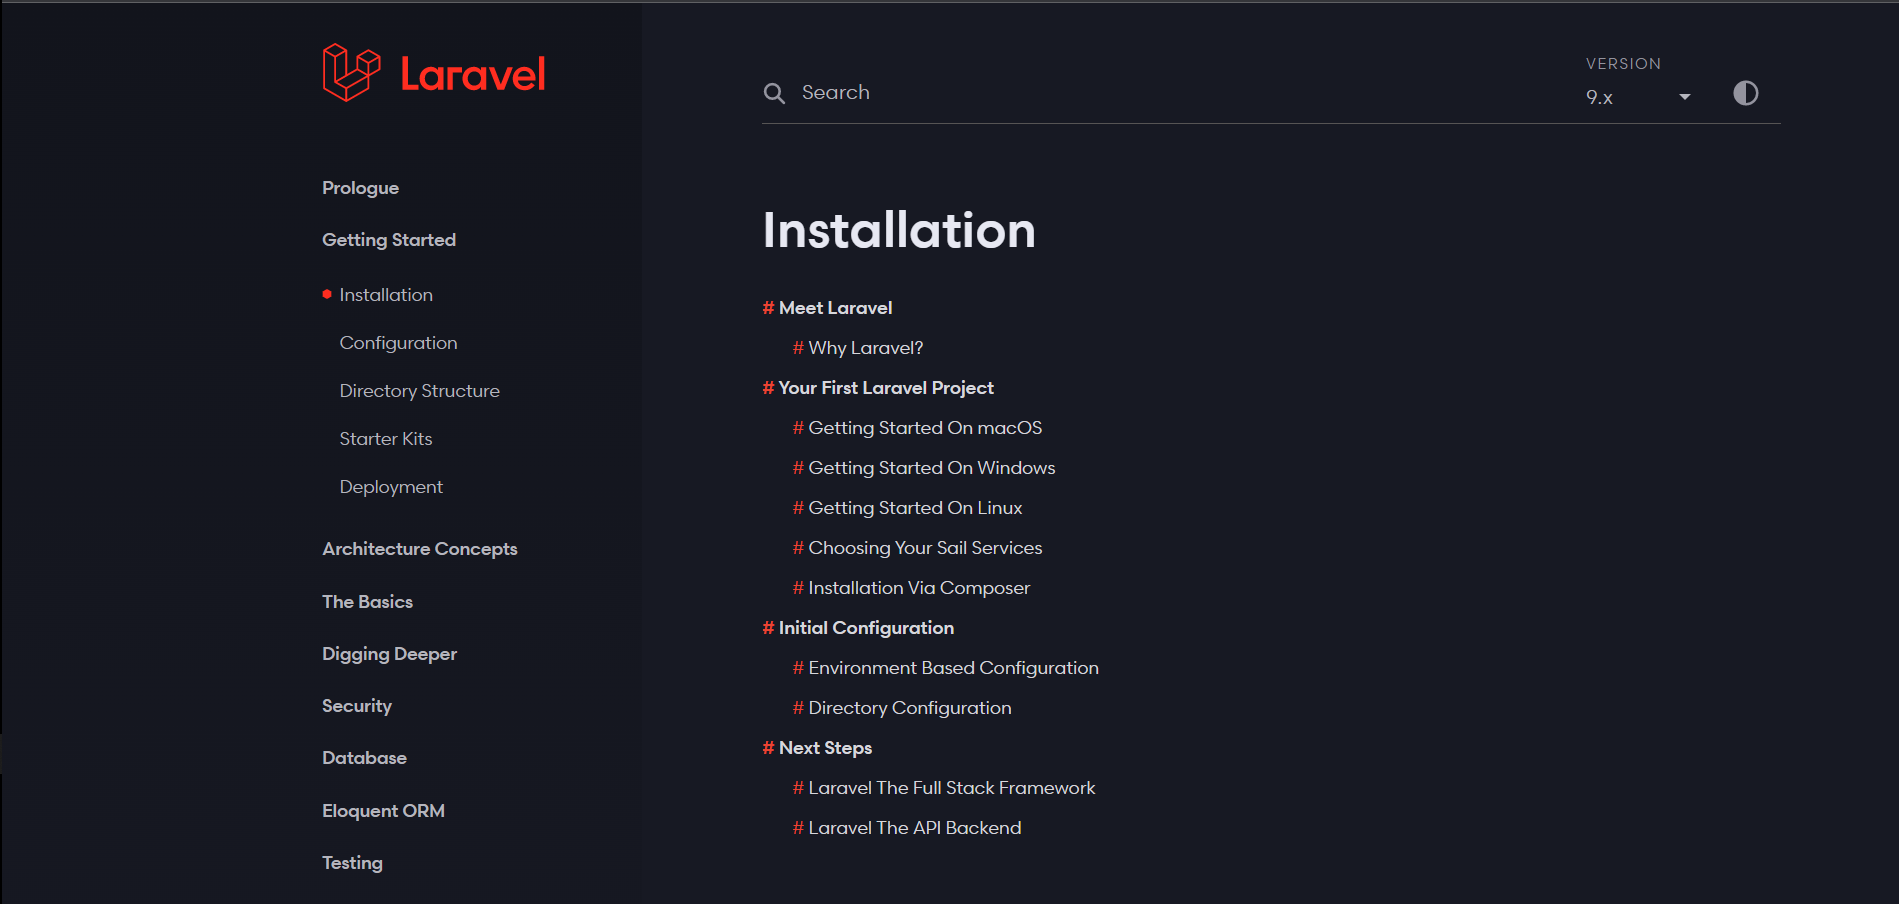 Laravel
Prologue
Getting Started
Installation
Configuration
Directory Structure
Starter Kits
Deployment
Architecture Concepts
The Basics
Digging Deeper
Security
Database
Eloquent ORM
Testing
Search
VERSION
9.x
Installation
# Meet Laravel
# Why Laravel?
# Your First Laravel Project
# Getting Started On macOS
# Getting Started On Windows
# Getting Started On Linux
# Choosing Your Sail Services
# Installation Via Composer
# Initial Configuration
# Environment Based Configuration
# Directory Configuration
# Next Steps
# Laravel The Full Stack Framework
# Laravel The API Backend